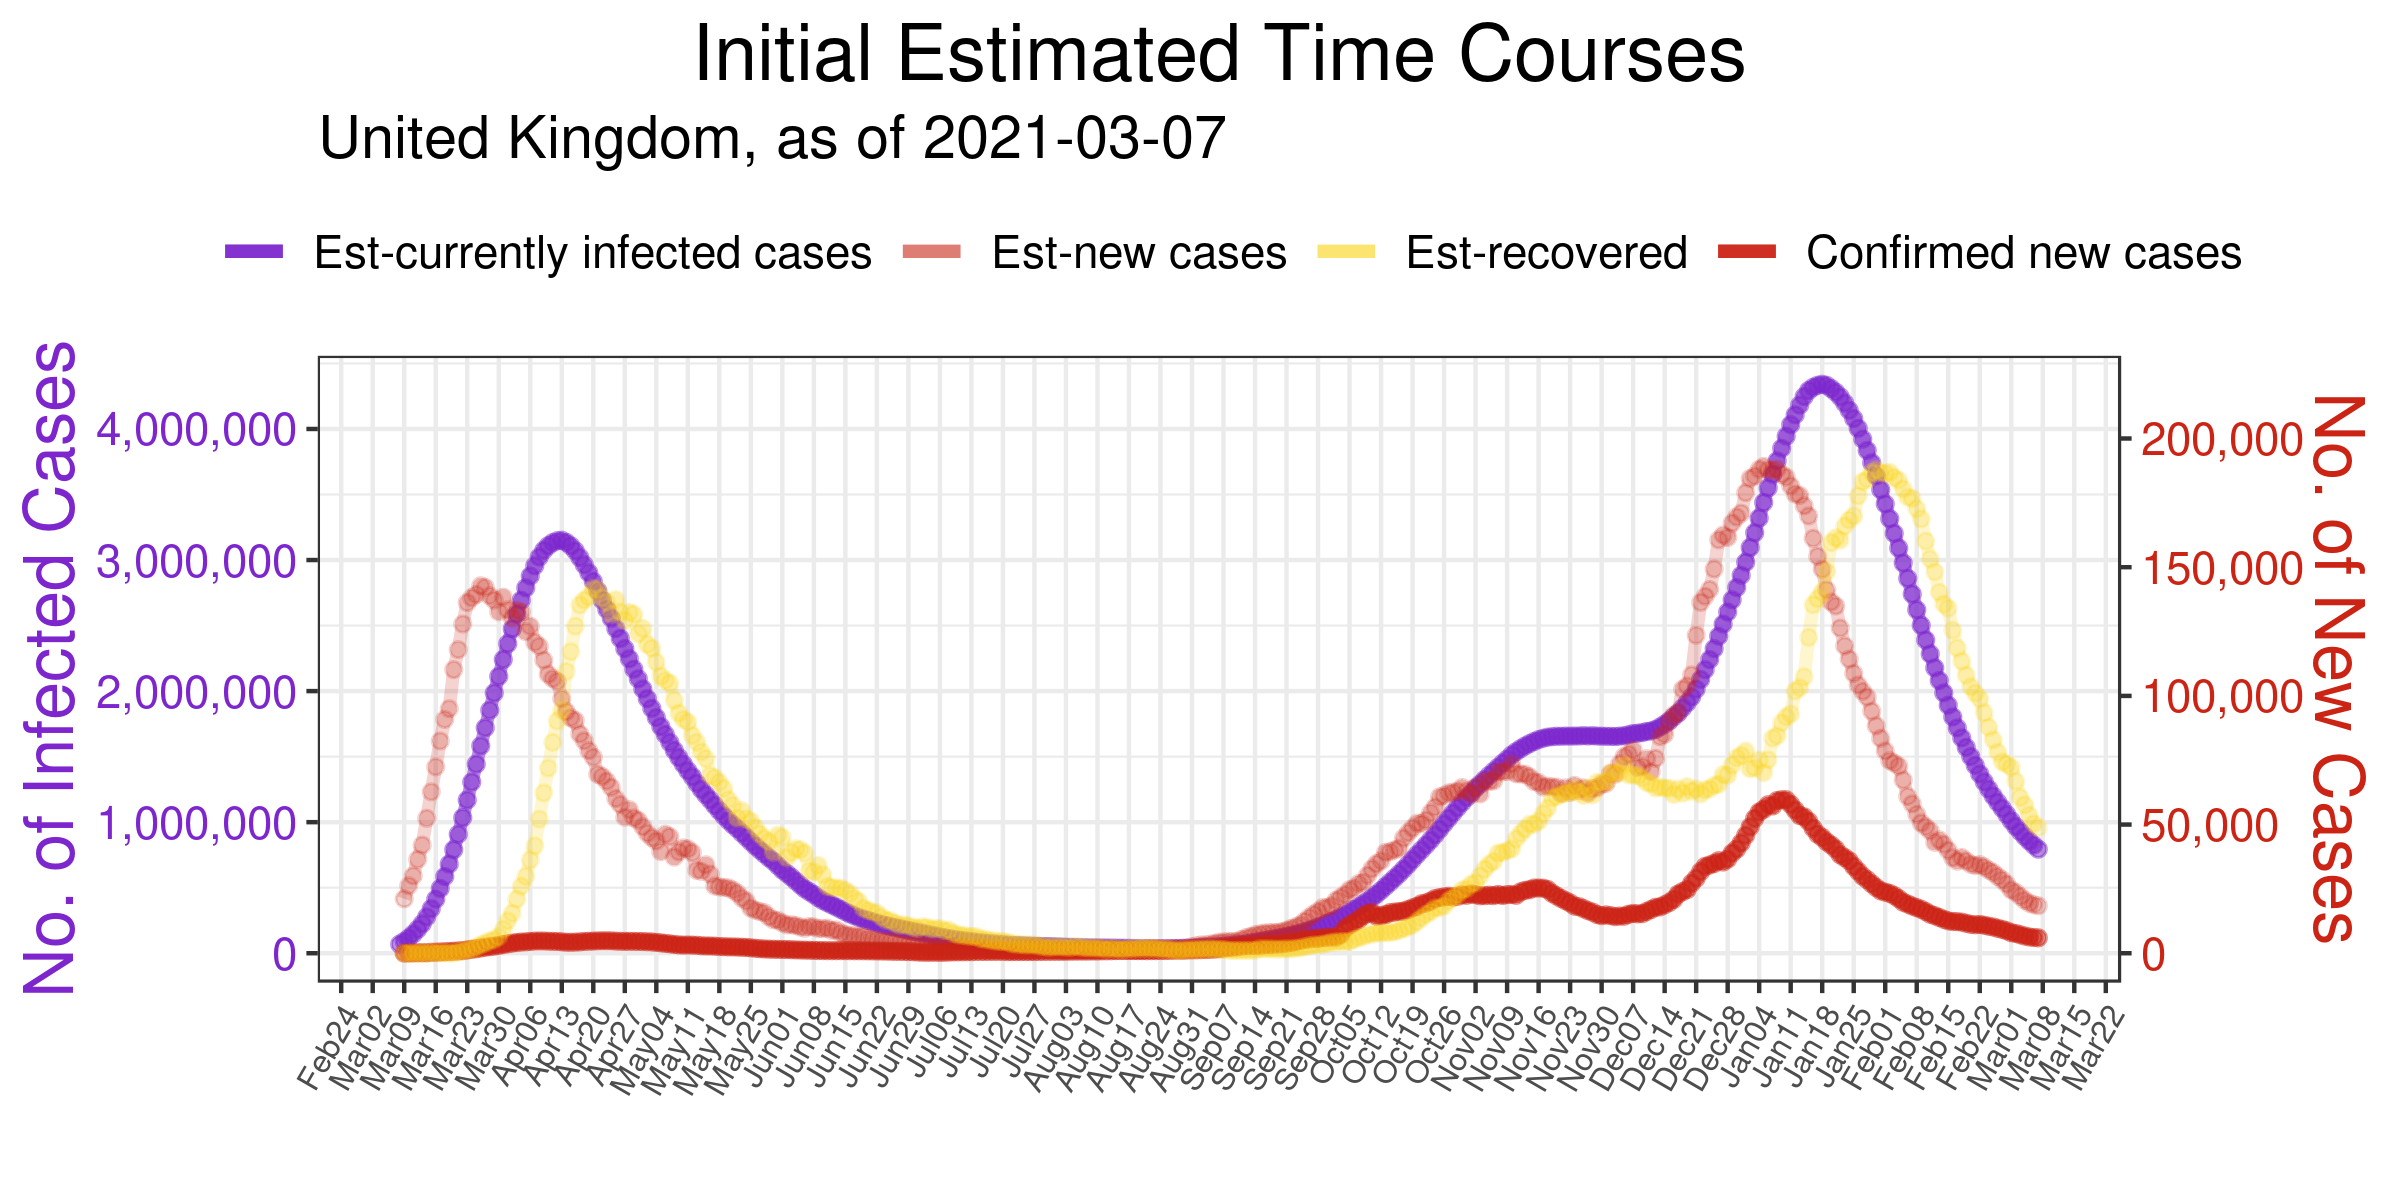 Initial Estimated Time Courses
United Kingdom, as of 2021-03-07
Est-currently infected cases Est-new cases Est-recovered Confirmed new cases
No. of Infected Cases
4,000,000
3,000,000
2,000,000
1,000,000
0
200,000
150,000
100,000
50,000
0
No. of New Cases
Feb24 Mar02 Mar09 Mar16 Mar23 Mar30 Apr06 Apr13 Apr20 Apr27 May04 May11 May18 May25 Jun01 Jun08 Jun15 Jun22 Jun29 Jul06 Jul13 Jul20 Jul27 Aug03 Aug10 Aug17 Aug24 Aug31 Sep07 Sep14 Sep21 Sep28 Oct05 Oct12 Oct19 Oct26 Nov02 Nov09 Nov16 Nov23 Nov30 Dec07 Dec14 Dec21 Dec28 Jan04 Jan11 Jan18 Jan25 Feb01 Feb08 Feb15 Feb22 Mar01 Mar08 Mar15 Mar22